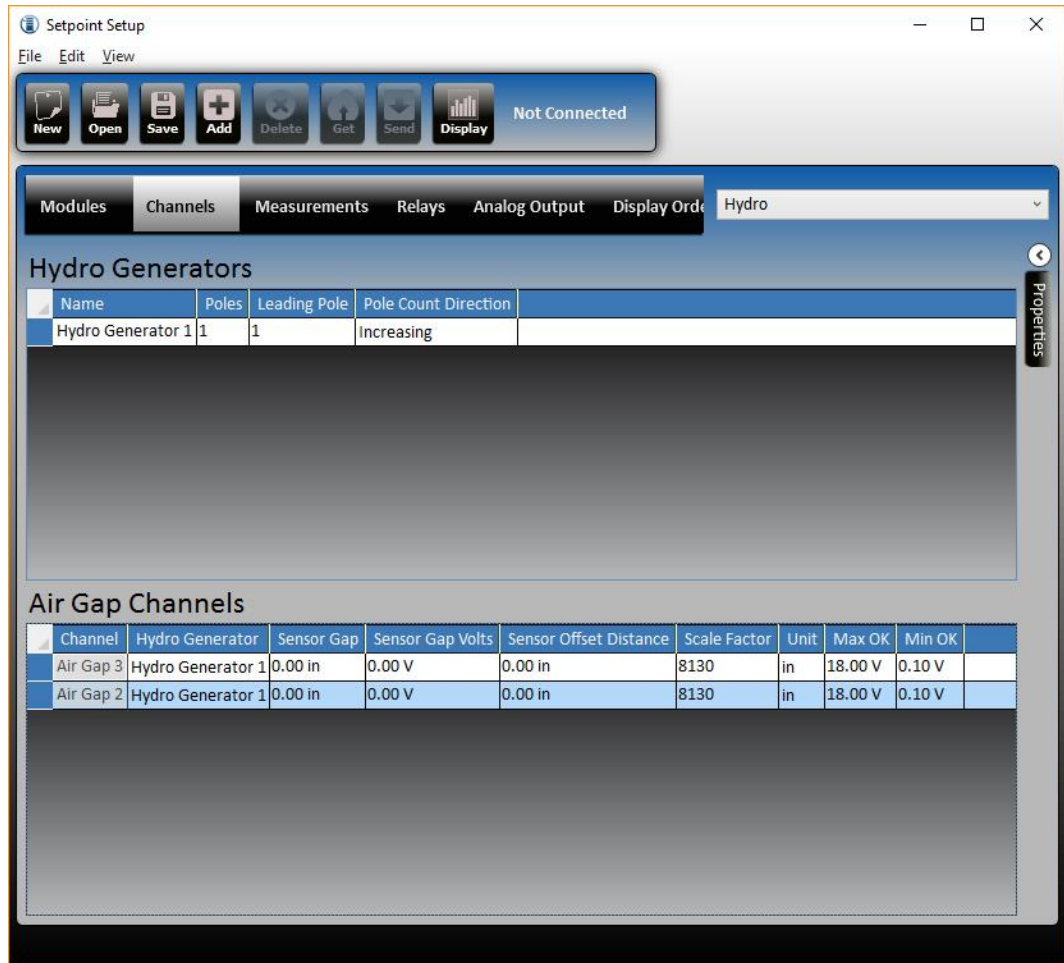 Setpoint Setup
File Edit View
New Open Save Add Delete Get Send Display Not Connected
Modules Channels Measurements Relays Analog Output Display Orde Hydro
Properties
Hydro Generators
Name Poles Leading Pole Pole Count Direction
Hydro Generator 1 1 1 Increasing
Air Gap Channels
Channel Hydro Generator Sensor Gap Sensor Gap Volts Sensor Offset Distance Scale Factor Unit Max OK Min OK
Air Gap 3 Hydro Generator 1 0.00 in 0.00 V 0.00 in 8130 in 18.00 V 0.10 V
Air Gap 2 Hydro Generator 1 0.00 in 0.00 V 0.00 in 8130 in 18.00 V 0.10 V